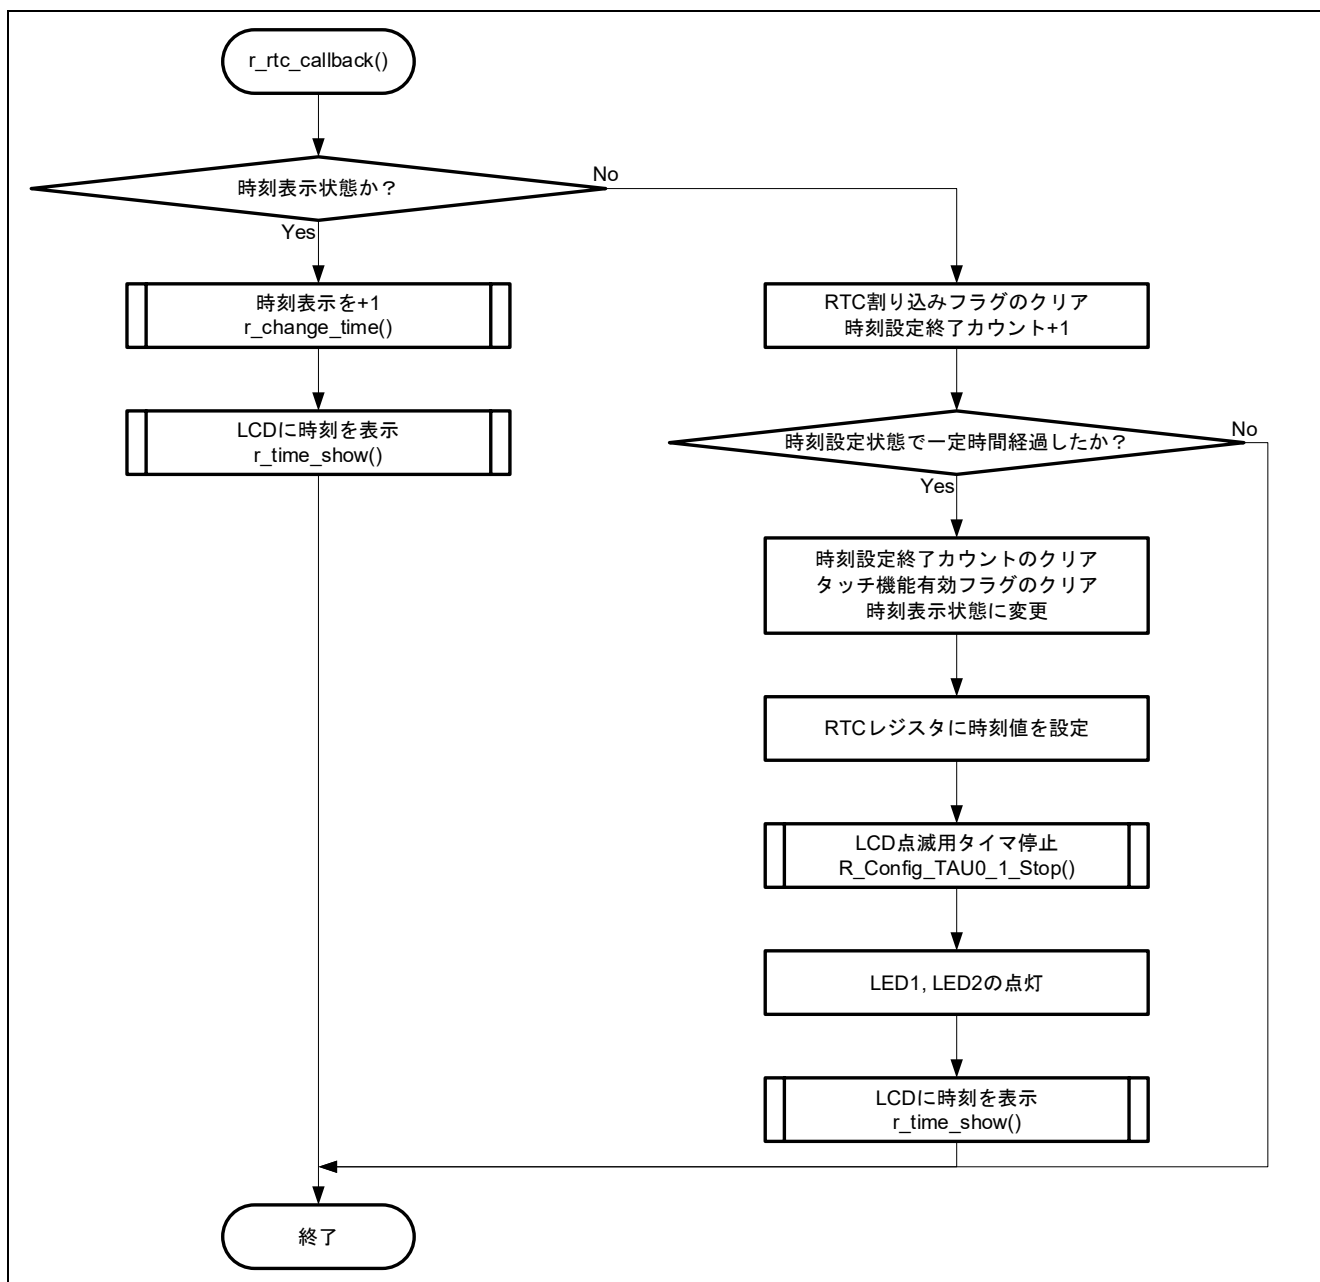 r_rtc_callback()
時刻表示状態か？
No
Yes
時刻表示を+1
r_change_time()
LCDに時刻を表示
r_time_show()
RTC割り込みフラグのクリア
時刻設定終了カウント+1
時刻設定状態で一定時間経過したか？
No
Yes
時刻設定終了カウントのクリア
タッチ機能有効フラグのクリア
時刻表示状態に変更
RTCレジスタに時刻値を設定
LCD点滅用タイマ停止
R_Config_TAU0_1_Stop()
LED1, LED2の点灯
LCDに時刻を表示
r_time_show()
終了